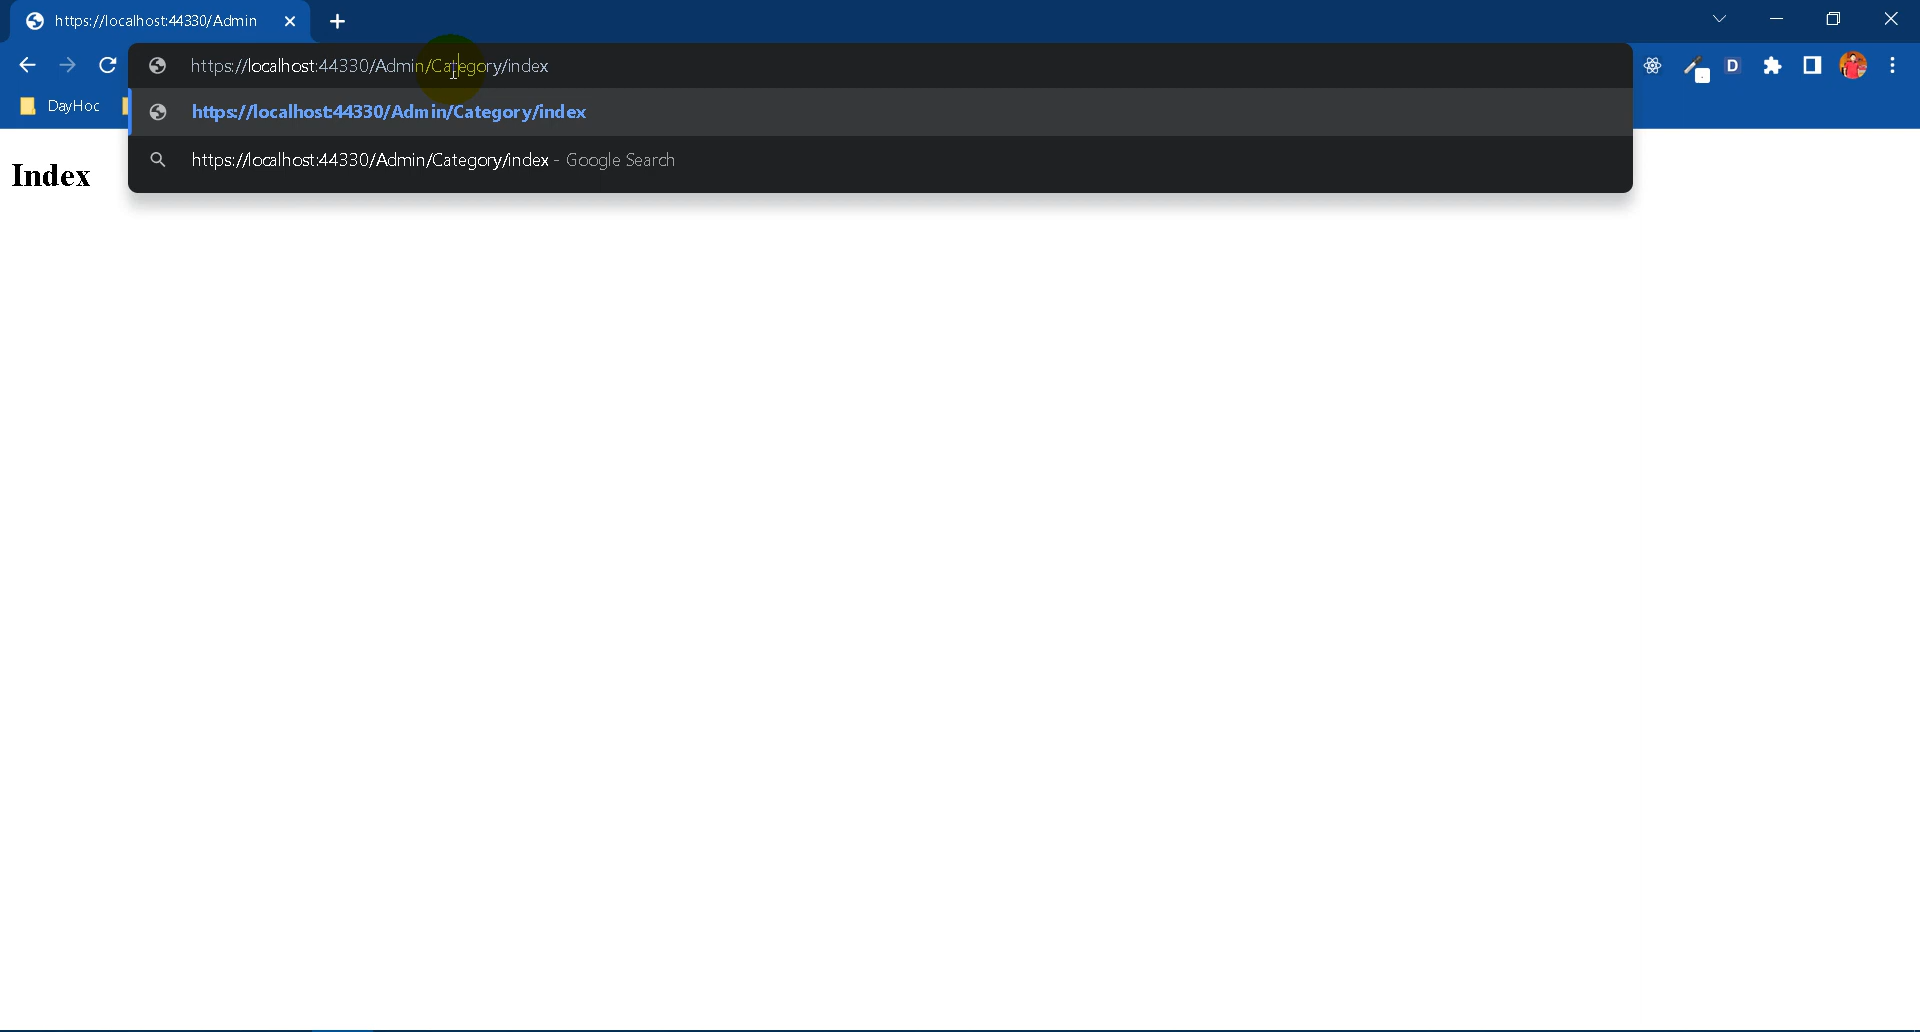 https://localhost:44330/Admin
https://localhost:44330/Admin/Category/index
D
DayHoc
https://localhost:44330/Admin/Category/index
https://localhost:44330/Admin/Category/index - Google Search
Index